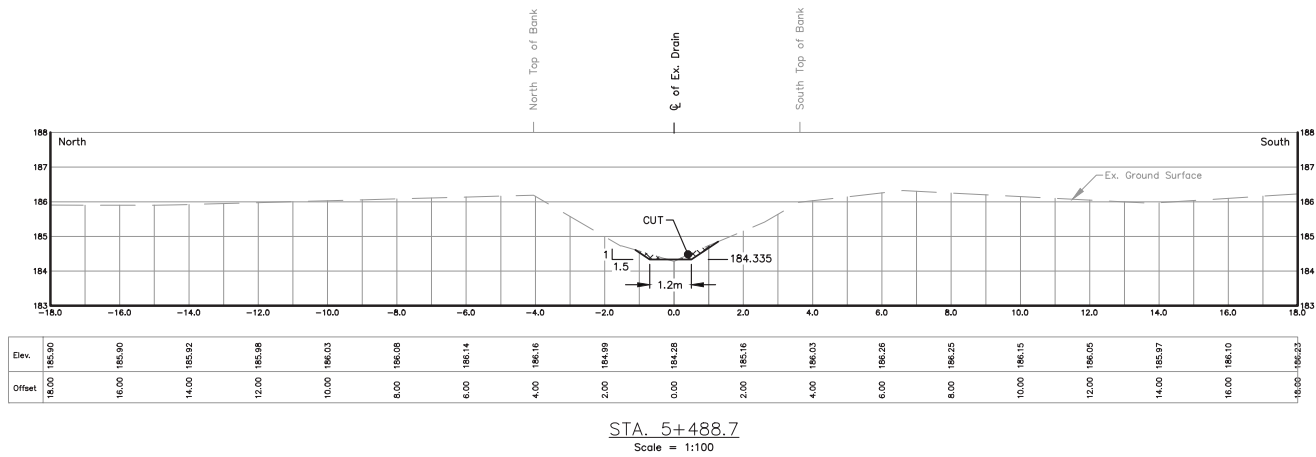 North Top of Bank
℄ of Ex. Drain
South Top of Bank
188 North South 188
187 187
Ex. Ground Surface
186 186
CUT
185 185
1
1.5
184.335
184 184
1.2m
183 183
-18.0 -16.0 -14.0 -12.0 -10.0 -8.0 -6.0 -4.0 -2.0 0.0 2.0 4.0 6.0 8.0 10.0 12.0 14.0 16.0 18.0
Elev. 185.90 185.90 185.92 185.98 186.03 186.08 186.14 186.16 184.99 184.28 185.16 186.03 186.26 186.25 186.15 186.05 185.97 186.10 186.23
Offset 18.00 16.00 14.00 12.00 10.00 8.00 6.00 4.00 2.00 0.00 2.00 4.00 6.00 8.00 10.00 12.00 14.00 16.00 18.00
STA. 5+488.7
Scale = 1:100